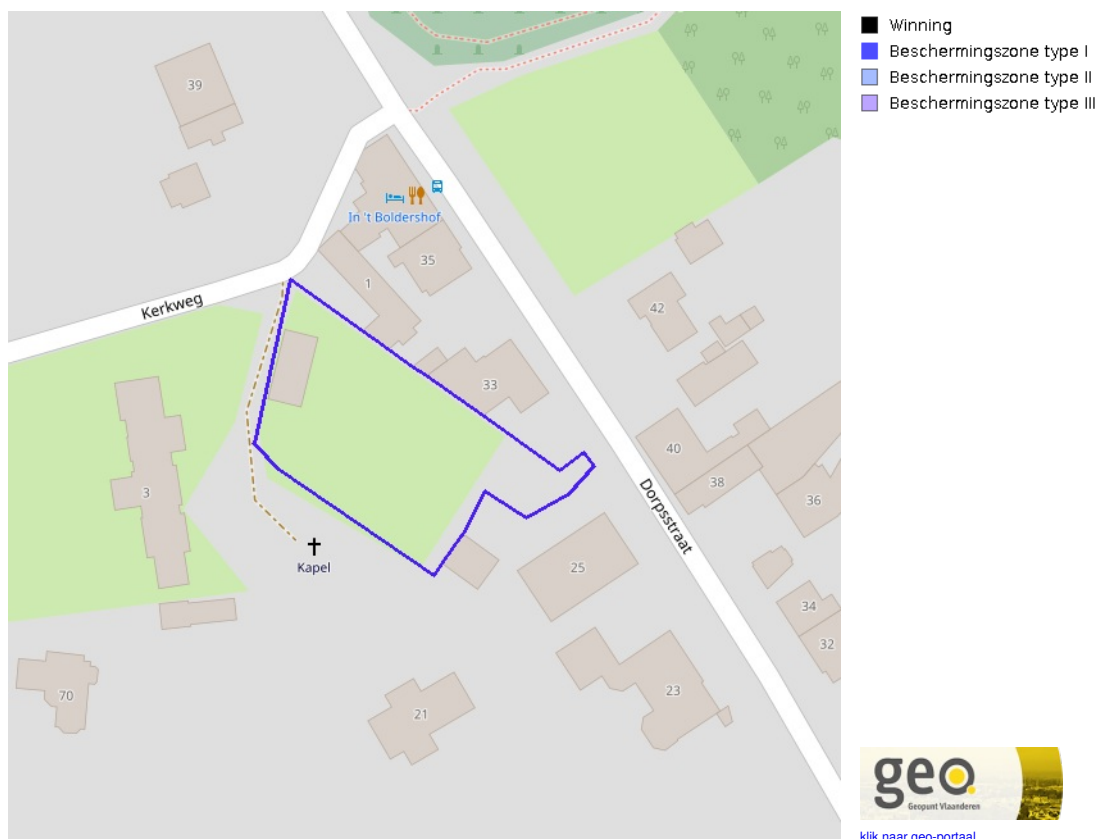 39
In 't Boldershof
35
1
Kerkweg
42
33
40
38
36
3
Dorpsstraat
Kapel
25
34
32
70
23
21
Winning
Beschermingszone type I
Beschermingszone type II
Beschermingszone type III
geo
Geopunt Vlaanderen
klik naar geo-portaal